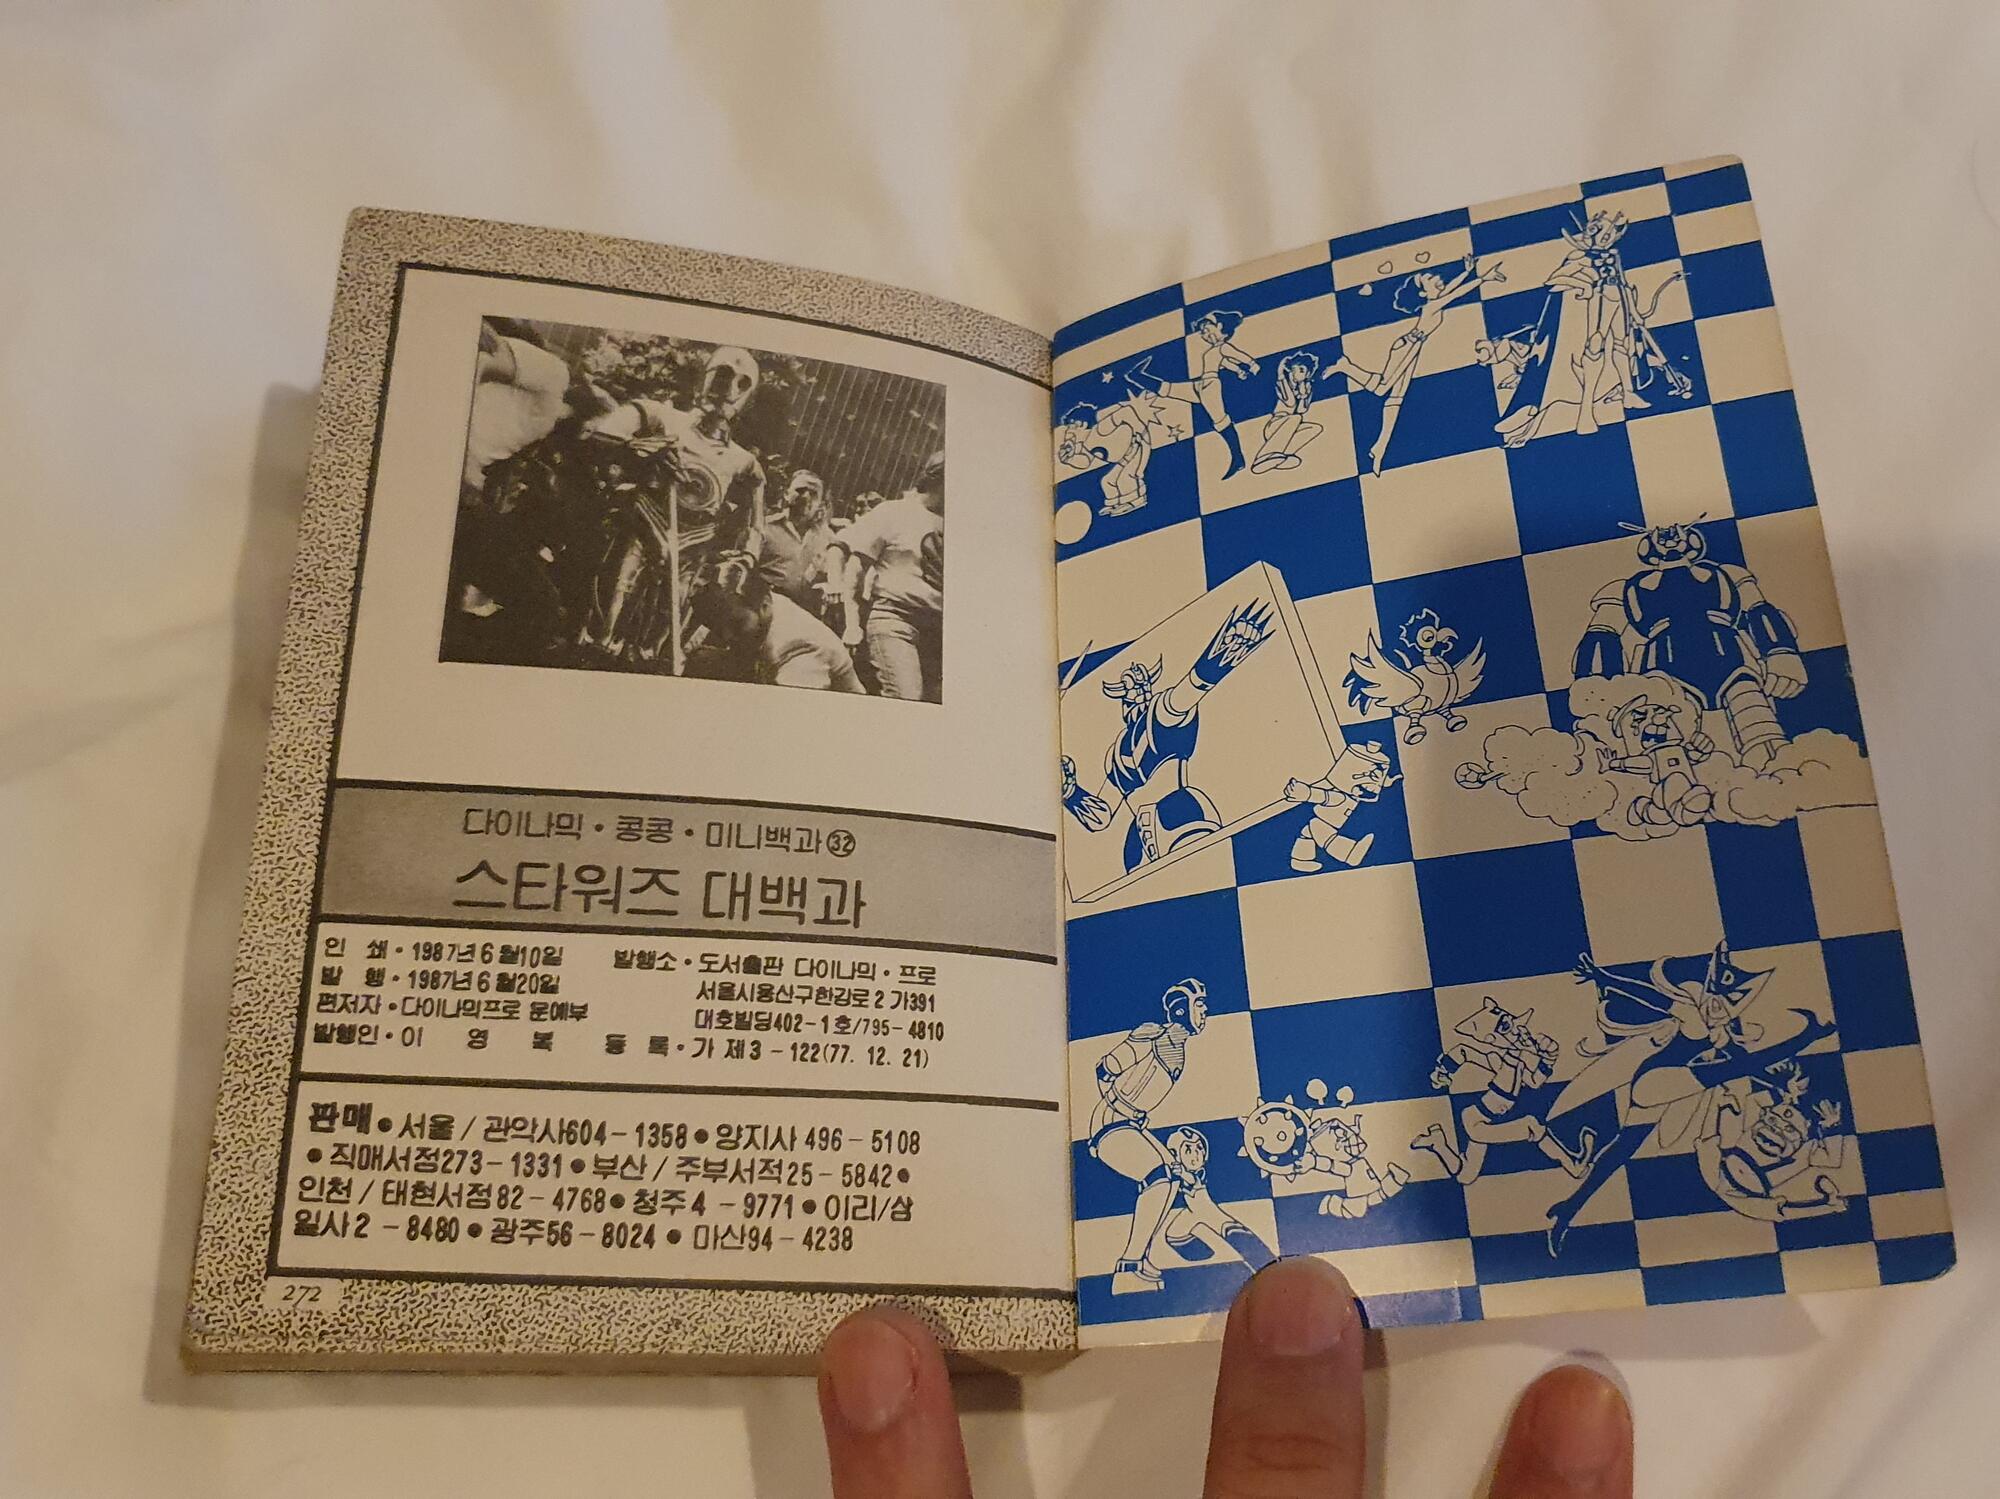 다이나믹·콩콩·미니백과㉜
스타워즈 대백과
인 쇄·1987년 6월10일 발행소·도서출판 다이나믹·프로
발 행·1987년 6월20일 서울시용산구한강로 2 가391
편저자·다이나믹프로 문예부 대호빌딩402-1호/795-4810
발행인·이 영 복 등 록·가 제3-122(77. 12. 21)
판매●서울/관악사604-1358●양지사 496-5108
●직매서점273-1331●부산/주부서적25-5842●
인천/태현서점82-4768●청주4-9771●이리/삼
일사2-8480●광주56-8024●마산94-4238
272